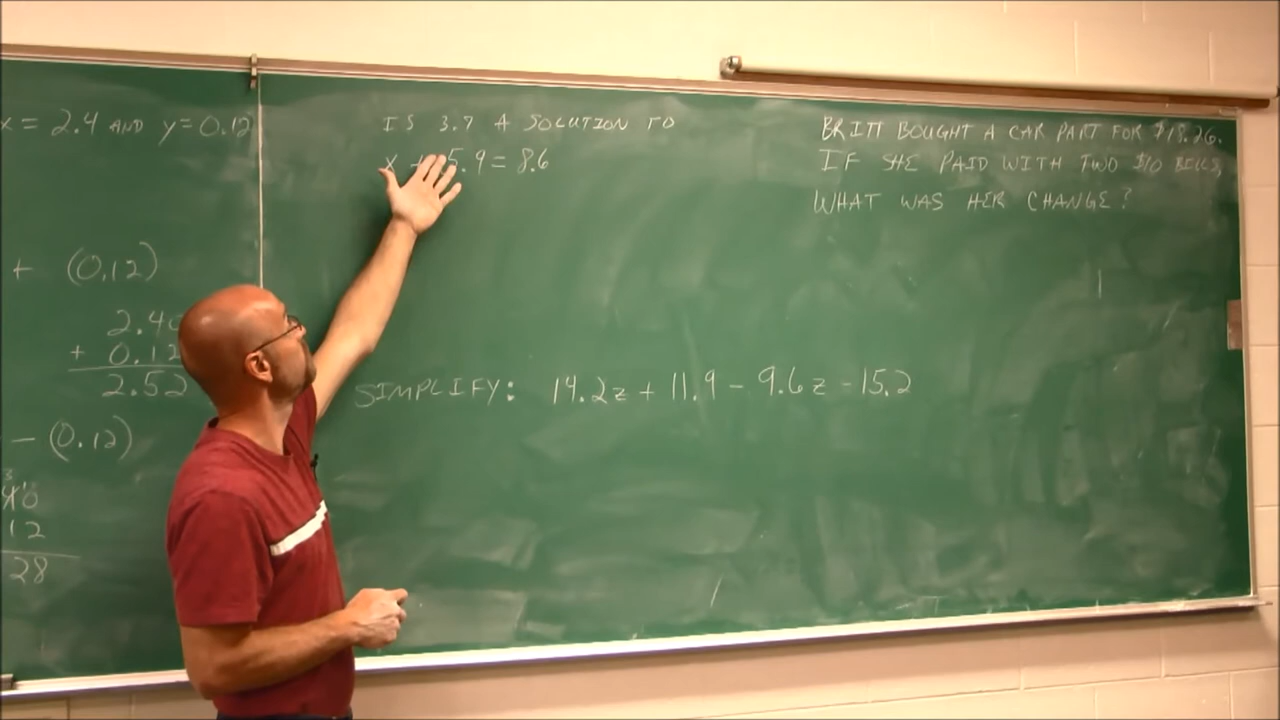 x = 2.4 AND y = 0.12
+ (0.12)
2.40
+ 0.12
2.52
- (0.12)
12
28
IS 3.7 A SOLUTION TO
x + 5.9 = 8.6
SIMPLIFY: 14.2z + 11.9 - 9.6z - 15.2
BRITT BOUGHT A CAR PART FOR $18.26.
IF SHE PAID WITH TWO $10 BILLS,
WHAT WAS HER CHANGE?